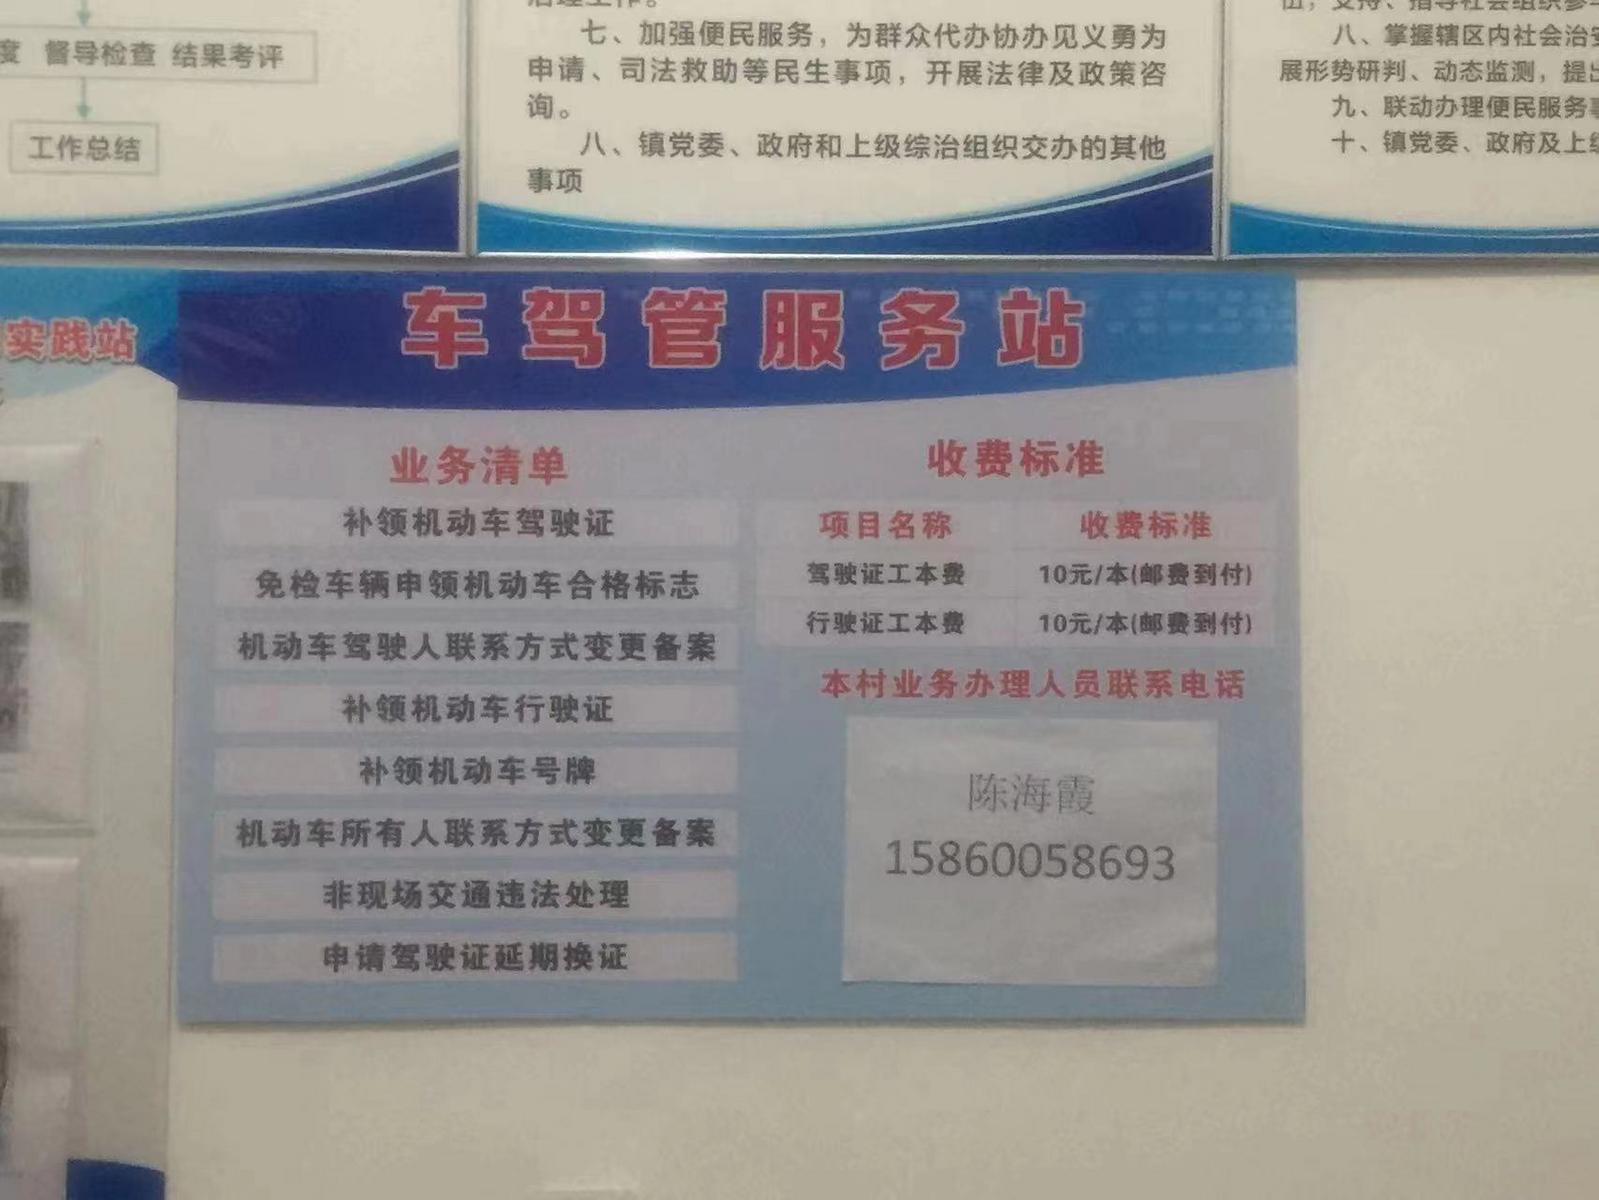 度 督导检查 结果考评
工作总结
七、加强便民服务，为群众代办协办见义勇为
申请、司法救助等民生事项，开展法律及政策咨
询。
八、镇党委、政府和上级综治组织交办的其他
事项
八、掌握辖区内社会治安
展形势研判、动态监测，提出
九、联动办理便民服务事
十、镇党委、政府及上级
实践站
车驾管服务站
业务清单
补领机动车驾驶证
免检车辆申领机动车合格标志
机动车驾驶人联系方式变更备案
补领机动车行驶证
补领机动车号牌
机动车所有人联系方式变更备案
非现场交通违法处理
申请驾驶证延期换证
收费标准
项目名称 收费标准
驾驶证工本费 10元/本(邮费到付)
行驶证工本费 10元/本(邮费到付)
本村业务办理人员联系电话
陈海霞
15860058693